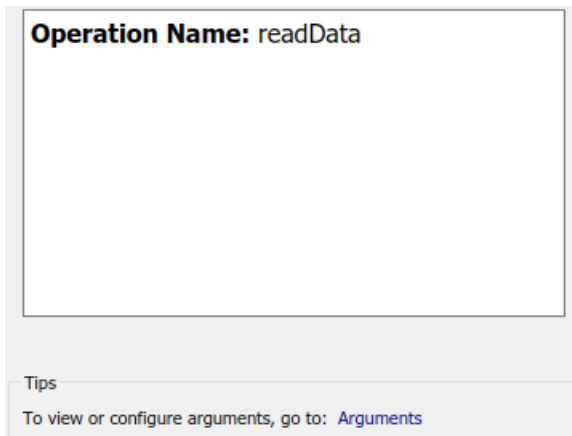 Operation Name: readData
Tips
To view or configure arguments, go to: Arguments